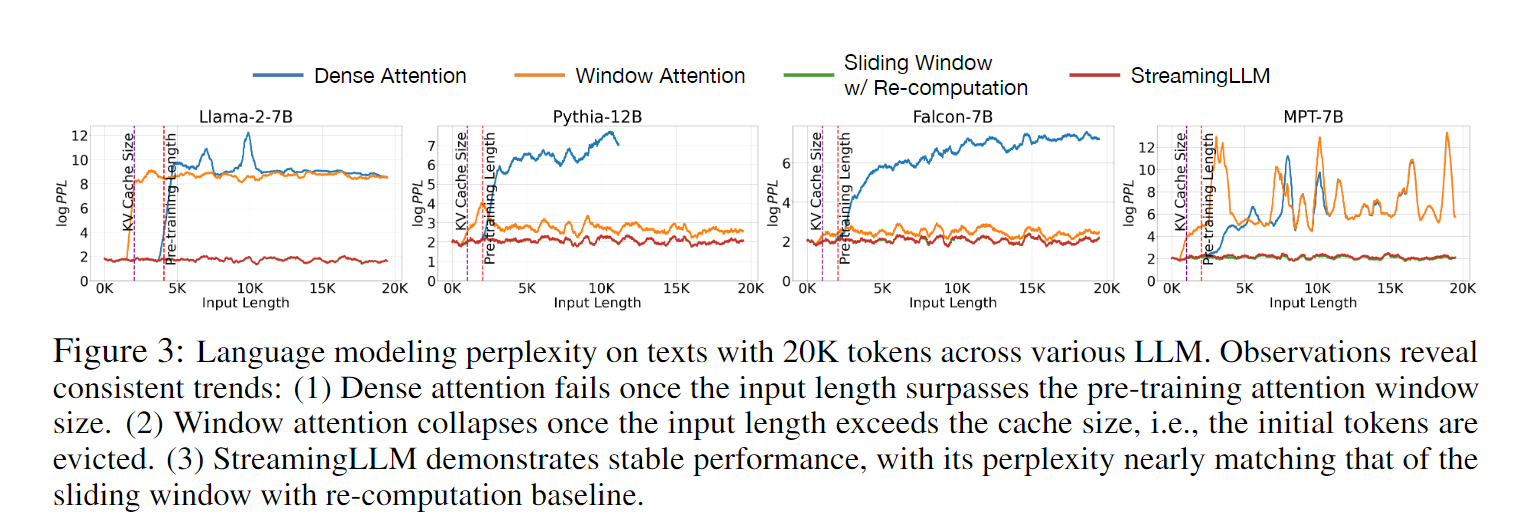 Dense Attention
Window Attention
Sliding Window
w/ Re-computation
StreamingLLM
Llama-2-7B
12
10
8
6
4
2
0
log PPL
KV Cache Size
Pre-training Length
0K 5K 10K 15K 20K
Input Length
Pythia-12B
7
6
5
4
3
2
1
0
log PPL
KV Cache Size
Pre-training Length
0K 5K 10K 15K 20K
Input Length
Falcon-7B
6
4
2
0
log PPL
KV Cache Size
Pre-training Length
0K 5K 10K 15K 20K
Input Length
MPT-7B
12
10
8
6
4
2
0
log PPL
KV Cache Size
Pre-training Length
0K 5K 10K 15K 20K
Input Length
Figure 3: Language modeling perplexity on texts with 20K tokens across various LLM. Observations reveal
consistent trends: (1) Dense attention fails once the input length surpasses the pre-training attention window
size. (2) Window attention collapses once the input length exceeds the cache size, i.e., the initial tokens are
evicted. (3) StreamingLLM demonstrates stable performance, with its perplexity nearly matching that of the
sliding window with re-computation baseline.